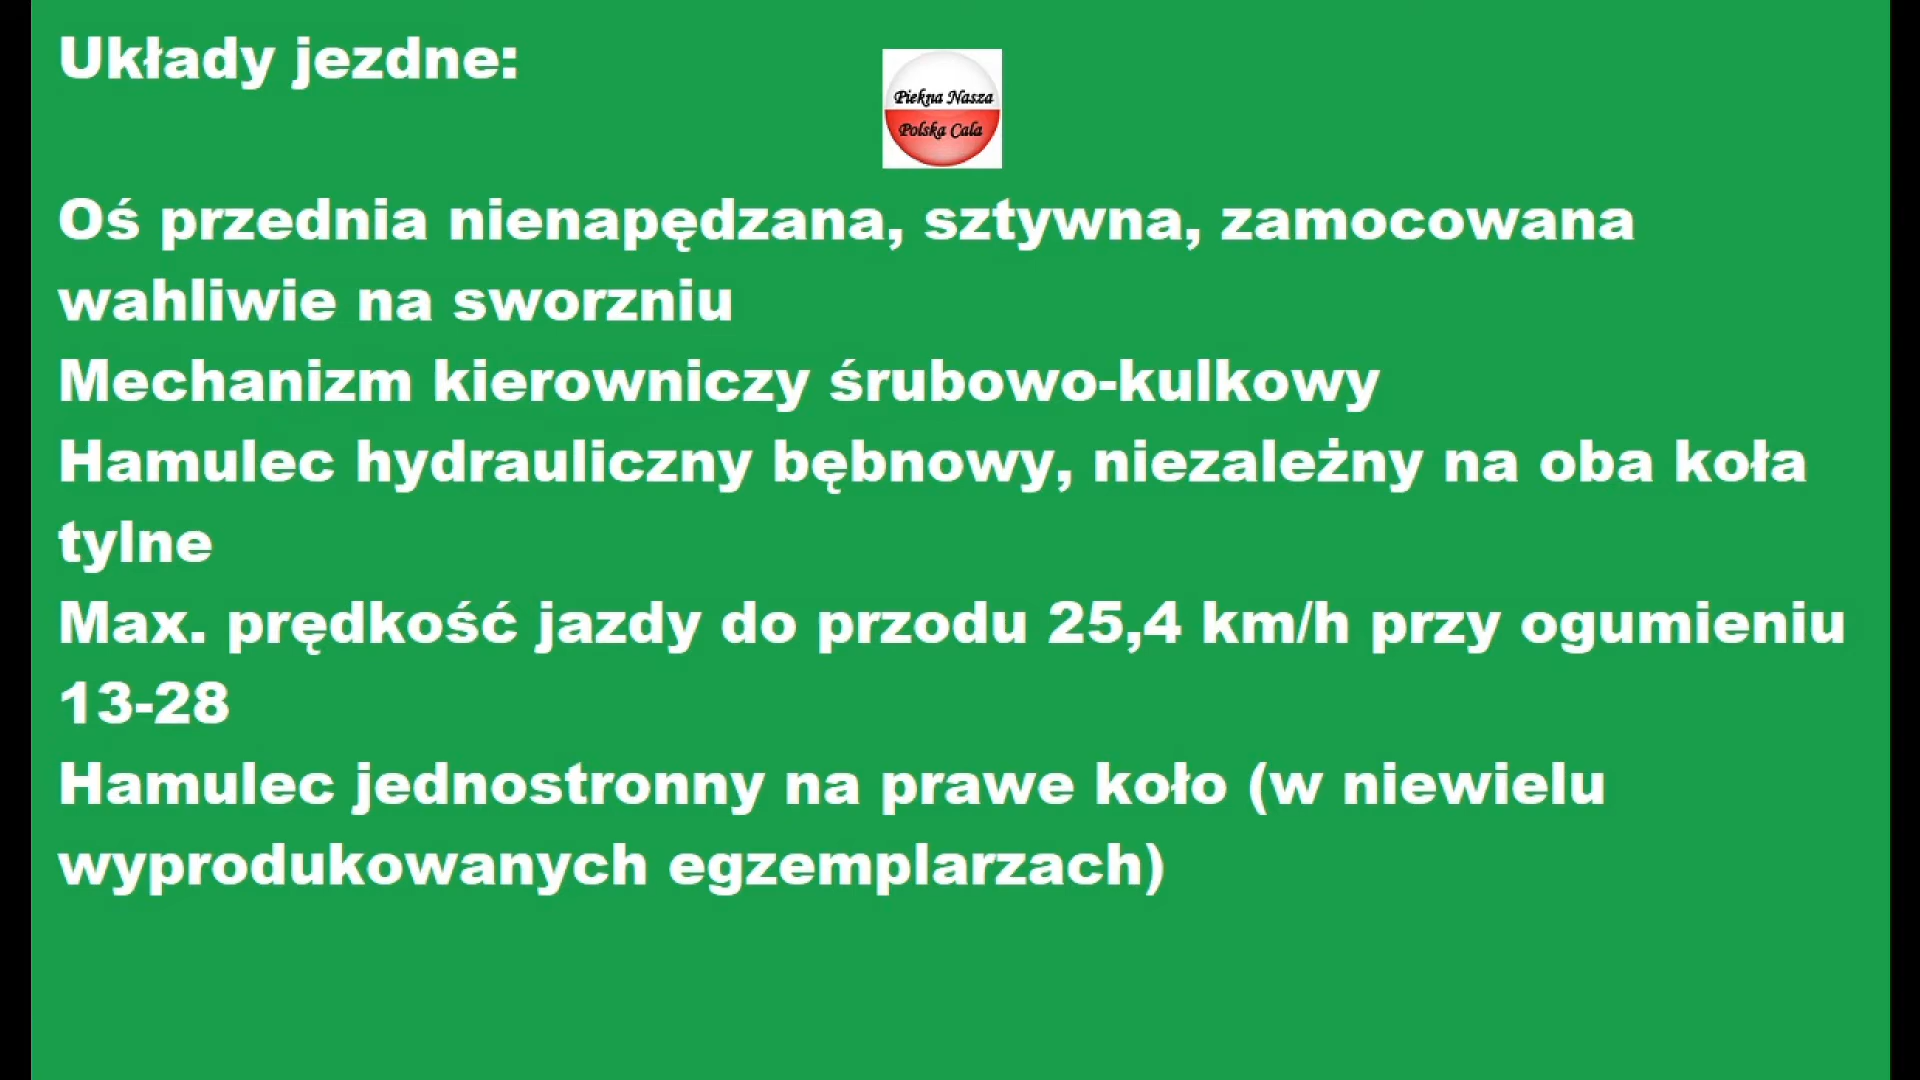 Układy jezdne:
Piekna Nasza
Polska Cala
Oś przednia nienapędzana, sztywna, zamocowana
wahliwie na sworzniu
Mechanizm kierowniczy śrubowo-kulkowy
Hamulec hydrauliczny bębnowy, niezależny na oba koła
tylne
Max. prędkość jazdy do przodu 25,4 km/h przy ogumieniu
13-28
Hamulec jednostronny na prawe koło (w niewielu
wyprodukowanych egzemplarzach)